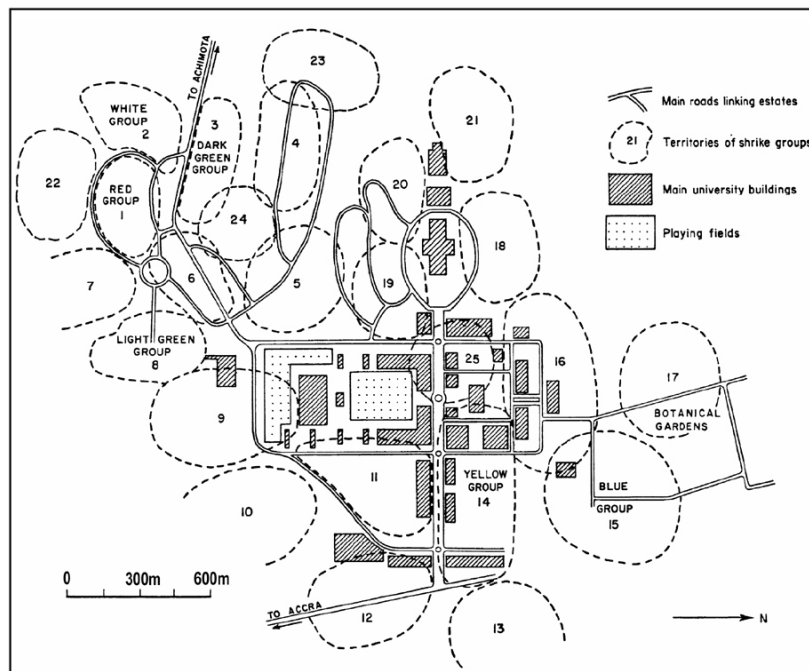 TO ACHIMOTA
23
WHITE
GROUP
2
3
DARK
GREEN
GROUP
4
21
22
RED
GROUP
1
24
20
18
7
6
5
19
LIGHT GREEN
GROUP
8
25
16
17
BOTANICAL
GARDENS
9
11
YELLOW
GROUP
14
BLUE
GROUP
15
10
12
13
TO ACCRA
0 300m 600m
N
Main roads linking estates
21 Territories of shrike groups
Main university buildings
Playing fields